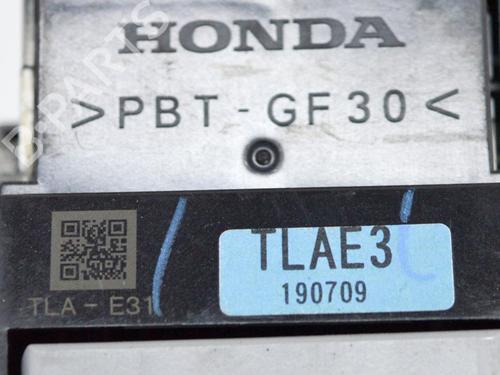 HONDA
>PBT-GF30<
TLAE3
190709
TLA - E31